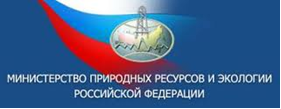 МИНИСТЕРСТВО ПРИРОДНЫХ РЕСУРСОВ И ЭКОЛОГИИ
РОССИЙСКОЙ ФЕДЕРАЦИИ